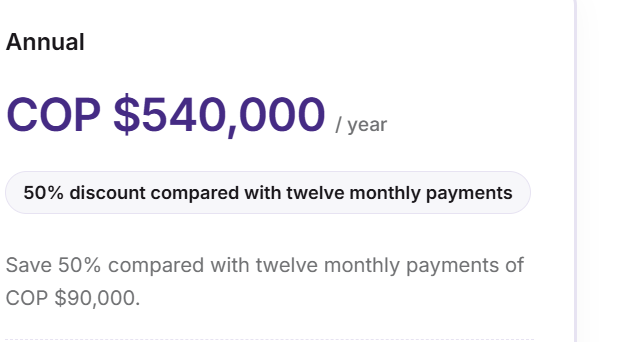 Annual
COP $540,000 / year
50% discount compared with twelve monthly payments
Save 50% compared with twelve monthly payments of
COP $90,000.